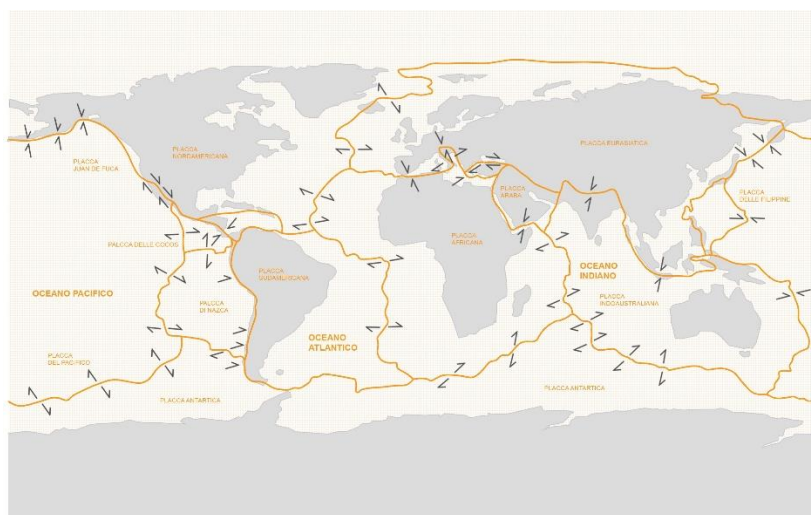 PLACCA
NORDAMERICANA
PLACCA
JUAN DE FUCA
PLACCA EURASIATICA
PLACCA
ARABA
PLACCA
DELLE FILIPPINE
PLACCA
AFRICANA
PALCCA DELLE COCOS
PLACCA
SUDAMERICANA
OCEANO
INDIANO
OCEANO PACIFICO
PALCCA
DI NAZCA
PLACCA
INDOAUSTRALIANA
OCEANO
ATLANTICO
PLACCA
DEL PACIFICO
PLACCA ANTARTICA
PLACCA ANTARTICA